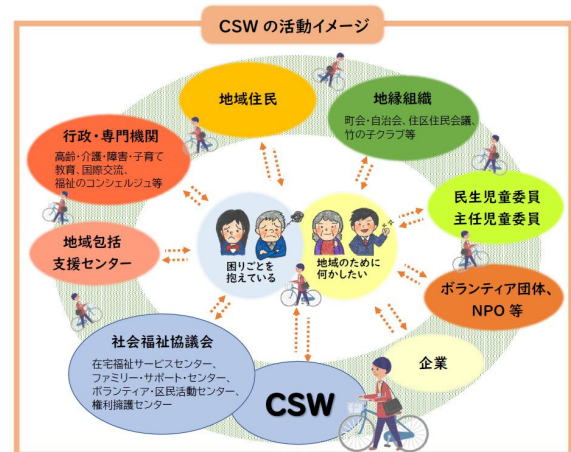 CSWの活動イメージ
地域住民
地縁組織
町会・自治会、住区住民会議、
竹の子クラブ等
行政・専門機関
高齢・介護・障害・子育て
教育、国際交流、
福祉のコンシェルジュ等
民生児童委員
主任児童委員
地域包括
支援センター
困りごとを
抱えている
地域のために
何かしたい
ボランティア団体、
NPO等
社会福祉協議会
在宅福祉サービスセンター、
ファミリー・サポート・センター、
ボランティア・区民活動センター、
権利擁護センター
企業
CSW